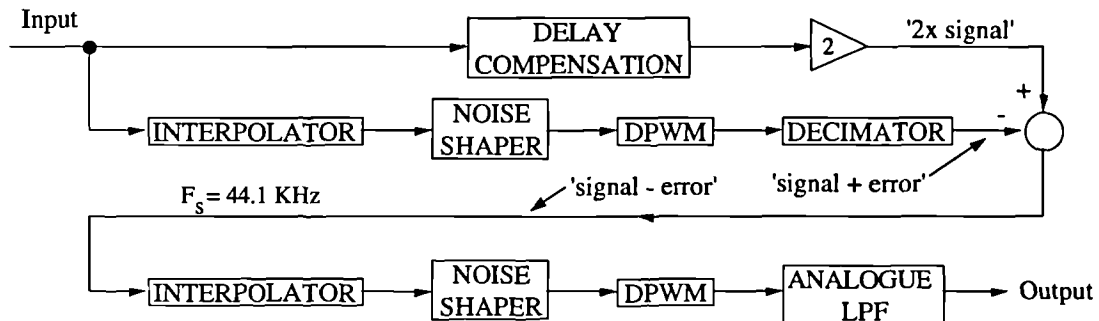 Input
DELAY
COMPENSATION
2
'2x signal'
+
INTERPOLATOR
NOISE
SHAPER
DPWM
DECIMATOR
-
'signal - error'
'signal + error'
Fs = 44.1 KHz
INTERPOLATOR
NOISE
SHAPER
DPWM
ANALOGUE
LPF
Output